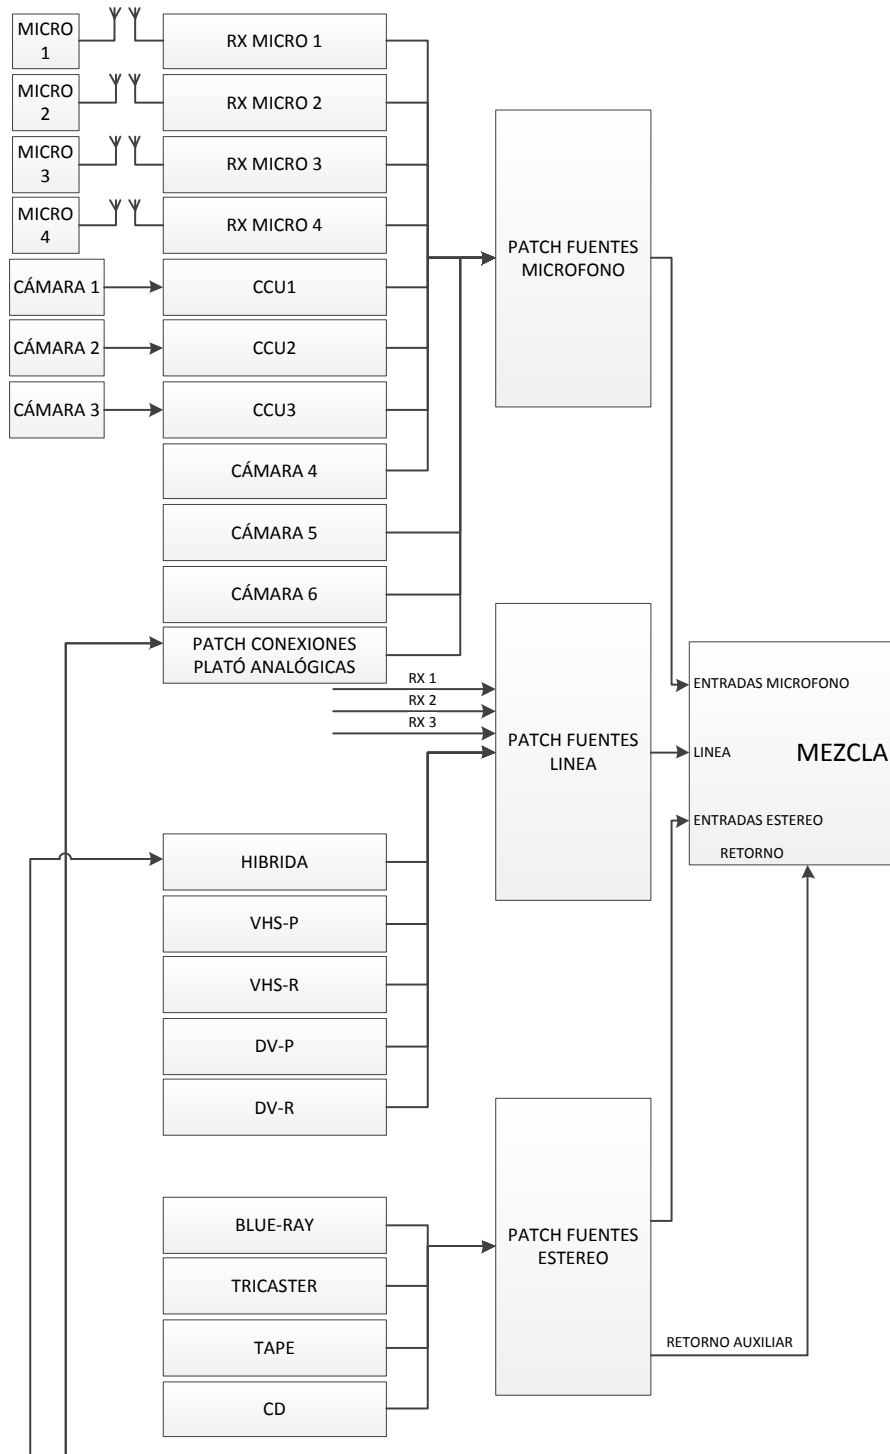 MICRO
1
RX MICRO 1
MICRO
2
RX MICRO 2
MICRO
3
RX MICRO 3
MICRO
4
RX MICRO 4
CÁMARA 1
CCU1
CÁMARA 2
CCU2
CÁMARA 3
CCU3
CÁMARA 4
CÁMARA 5
CÁMARA 6
PATCH CONEXIONES
PLATÓ ANALÓGICAS
PATCH FUENTES
MICROFONO
RX 1
RX 2
RX 3
PATCH FUENTES
LINEA
ENTRADAS MICROFONO
LINEA
MEZCLA
ENTRADAS ESTEREO
RETORNO
HIBRIDA
VHS-P
VHS-R
DV-P
DV-R
BLUE-RAY
TRICASTER
TAPE
CD
PATCH FUENTES
ESTEREO
RETORNO AUXILIAR